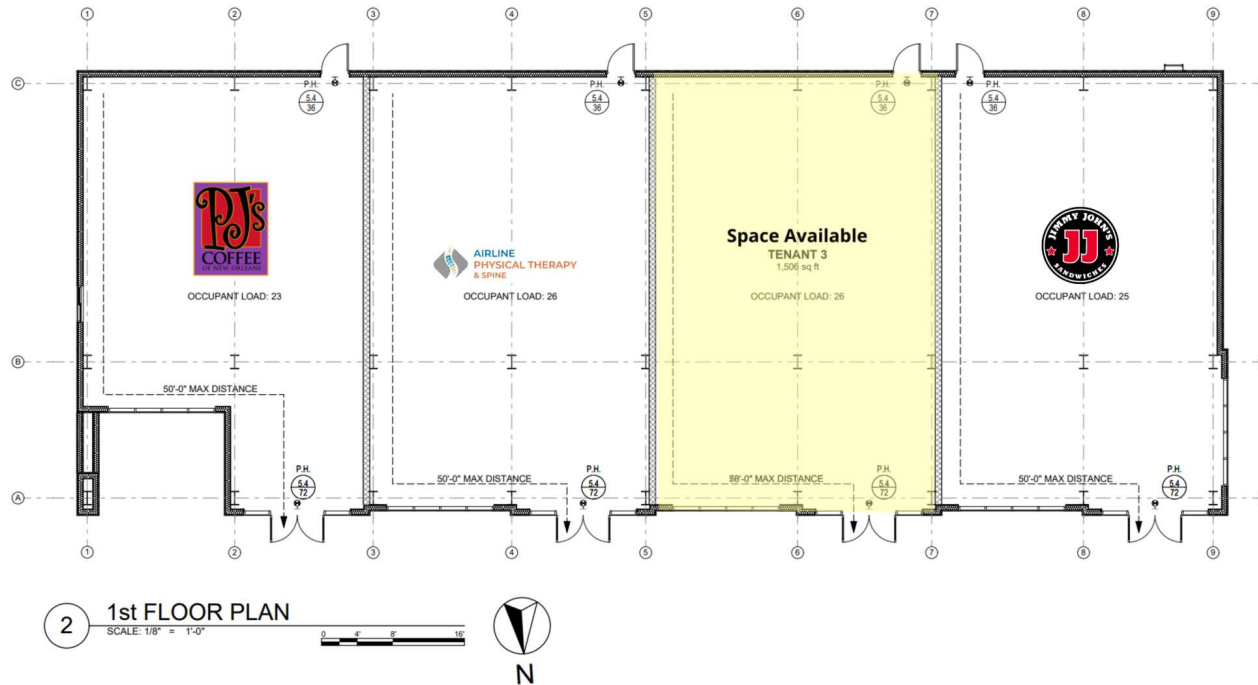 1 2 3 4 5 6 7 8 9
C
P.H.
5.4
36
P.H.
5.4
36
P.H.
5.4
36
P.H.
5.4
36
PJ's
COFFEE
OF NEW ORLEANS
OCCUPANT LOAD: 23
AIRLINE
PHYSICAL THERAPY
& SPINE
OCCUPANT LOAD: 26
Space Available
TENANT 3
1,506 sq ft
OCCUPANT LOAD: 26
JIMMY JOHN'S
JJ
SANDWICHES
OCCUPANT LOAD: 25
B
50'-0" MAX DISTANCE
50'-0" MAX DISTANCE
MAX DISTANCE
50'-0" MAX DISTANCE
P.H.
5.4
72
P.H.
5.4
72
P.H.
5.4
72
P.H.
5.4
72
A
1 2 3 4 5 6 7 8 9
2
1st FLOOR PLAN
SCALE: 1/8" = 1'-0"
0 4' 8' 16'
N